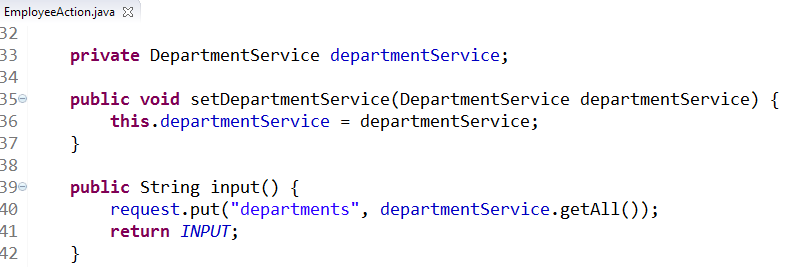 EmployeeAction.java
32
33 private DepartmentService departmentService;
34
35 public void setDepartmentService(DepartmentService departmentService) {
36 this.departmentService = departmentService;
37 }
38
39 public String input() {
40 request.put("departments", departmentService.getAll());
41 return INPUT;
42 }